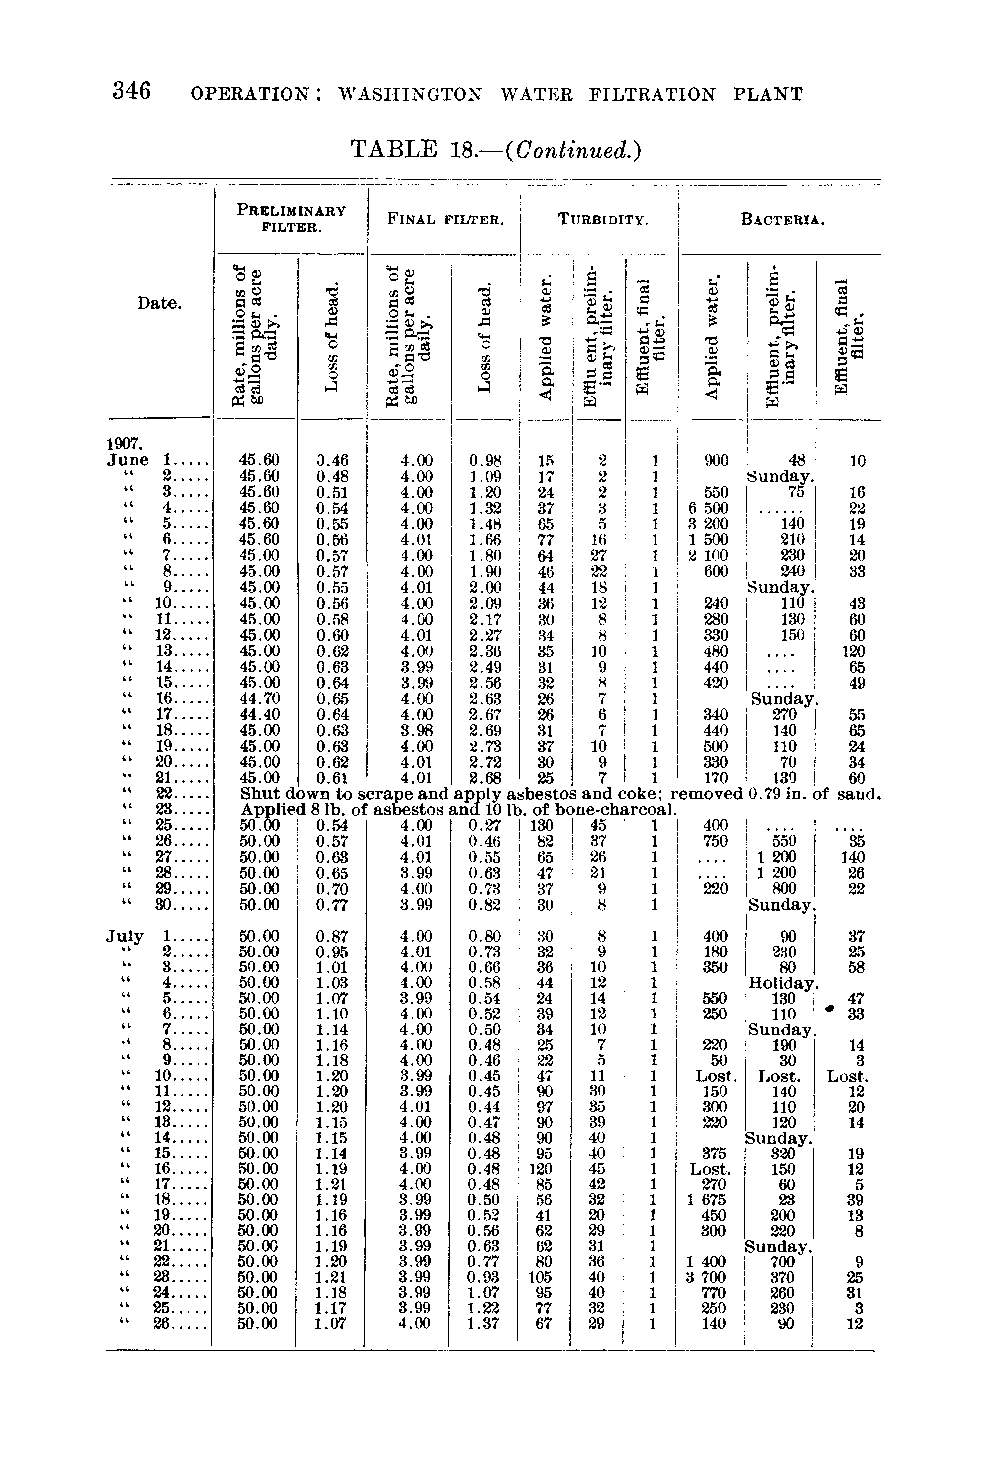 346 OPERATION: WASHINGTON WATER FILTRATION PLANT
TABLE 18.—(Continued.)
Date. PRELIMINARY FILTER. FINAL FILTER. TURBIDITY. BACTERIA.
Rate, millions of gallons per acre daily. Loss of head. Rate, millions of gallons per acre daily. Loss of head. Applied water. Effluent, preliminary filter. Effluent, final filter. Applied water. Effluent, prelim-inary filter. Effluent, final filter.
1907.
June 1..... 45.60 0.46 4.00 0.98 15 2 1 900 48 10
" 2..... 45.60 0.48 4.00 1.09 17 2 1 Sunday.
" 3..... 45.60 0.51 4.00 1.20 24 2 1 550 75 16
" 4..... 45.60 0.54 4.00 1.32 37 3 1 6 500 ...... 22
" 5..... 45.60 0.55 4.00 1.48 65 5 1 3 200 140 19
" 6..... 45.60 0.56 4.01 1.66 77 16 1 1 500 210 14
" 7..... 45.00 0.57 4.00 1.80 64 27 1 2 100 230 20
" 8..... 45.00 0.57 4.00 1.90 46 22 1 600 240 33
" 9..... 45.00 0.55 4.01 2.00 44 18 1 Sunday.
" 10..... 45.00 0.56 4.00 2.09 36 12 1 240 110 43
" 11..... 45.00 0.58 4.00 2.17 30 8 1 280 130 60
" 12..... 45.00 0.60 4.01 2.27 34 8 1 330 150 60
" 13..... 45.00 0.62 4.00 2.36 35 10 1 480 .... 120
" 14..... 45.00 0.63 3.99 2.49 31 9 1 440 .... 65
" 15..... 45.00 0.64 3.99 2.56 32 8 1 420 .... 49
" 16..... 44.70 0.65 4.00 2.63 26 7 1 Sunday.
" 17..... 44.40 0.64 4.00 2.67 26 6 1 340 270 55
" 18..... 45.00 0.63 3.98 2.69 31 7 1 440 140 65
" 19..... 45.00 0.63 4.00 2.73 37 10 1 500 110 24
" 20..... 45.00 0.62 4.01 2.72 30 9 1 330 70 34
" 21..... 45.00 0.61 4.01 2.68 25 7 1 170 130 60
" 22..... Shut down to scrape and apply asbestos and coke; removed 0.79 in. of sand.
" 23..... Applied 8 lb. of asbestos and 10 lb. of bone-charcoal.
" 25..... 50.00 0.54 4.00 0.27 130 45 1 400 .... ....
" 26..... 50.00 0.57 4.01 0.46 82 37 1 750 550 35
" 27..... 50.00 0.63 4.01 0.55 65 26 1 .... 1 200 140
" 28..... 50.00 0.65 3.99 0.63 47 21 1 .... 1 200 26
" 29..... 50.00 0.70 4.00 0.73 37 9 1 220 800 22
" 30..... 50.00 0.77 3.99 0.82 30 8 1 Sunday.
July 1..... 50.00 0.87 4.00 0.80 30 8 1 400 90 37
" 2..... 50.00 0.95 4.01 0.73 32 9 1 180 230 25
" 3..... 50.00 1.01 4.00 0.66 36 10 1 350 80 58
" 4..... 50.00 1.03 4.00 0.58 44 12 1 Holiday.
" 5..... 50.00 1.07 3.99 0.54 24 14 1 550 130 47
" 6..... 50.00 1.10 4.00 0.52 39 12 1 250 110 33
" 7..... 50.00 1.14 4.00 0.50 34 10 1 Sunday.
" 8..... 50.00 1.16 4.00 0.48 25 7 1 220 190 14
" 9..... 50.00 1.18 4.00 0.46 22 5 1 50 30 3
" 10..... 50.00 1.20 3.99 0.45 47 11 1 Lost. Lost. Lost.
" 11..... 50.00 1.20 3.99 0.45 90 30 1 150 140 12
" 12..... 50.00 1.20 4.01 0.44 97 35 1 300 110 20
" 13..... 50.00 1.15 4.00 0.47 90 39 1 220 120 14
" 14..... 50.00 1.15 4.00 0.48 90 40 1 Sunday.
" 15..... 50.00 1.14 3.99 0.48 95 40 1 375 320 19
" 16..... 50.00 1.19 4.00 0.48 120 45 1 Lost. 150 12
" 17..... 50.00 1.21 4.00 0.48 85 42 1 270 60 5
" 18..... 50.00 1.19 3.99 0.50 56 32 1 1 675 23 39
" 19..... 50.00 1.16 3.99 0.52 41 20 1 450 200 13
" 20..... 50.00 1.16 3.99 0.56 62 29 1 300 220 8
" 21..... 50.00 1.19 3.99 0.63 62 31 1 Sunday.
" 22..... 50.00 1.20 3.99 0.77 80 36 1 1 400 700 9
" 23..... 50.00 1.21 3.99 0.93 105 40 1 3 700 370 25
" 24..... 50.00 1.18 3.99 1.07 95 40 1 770 260 31
" 25..... 50.00 1.17 3.99 1.22 77 32 1 250 230 3
" 26..... 50.00 1.07 4.00 1.37 67 29 1 140 90 12